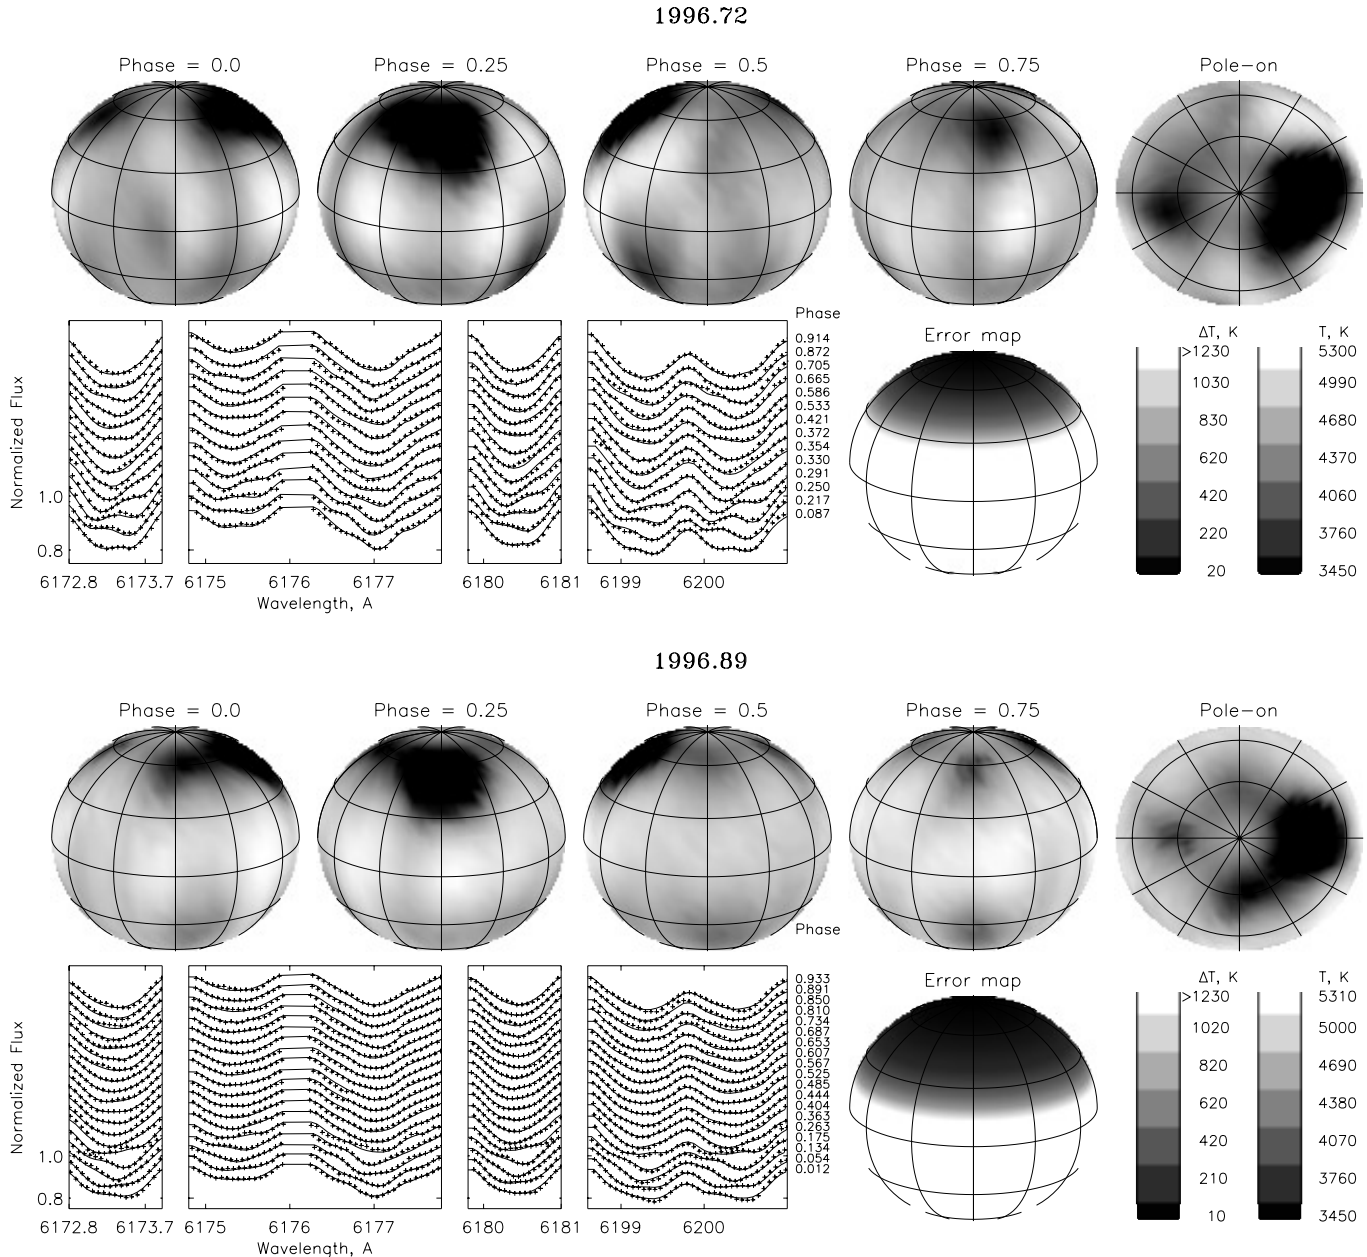 1996.72
Phase = 0.0
Phase = 0.25
Phase = 0.5
Phase = 0.75
Pole-on
Phase
0.914
0.872
0.705
0.665
0.586
0.533
0.421
0.372
0.354
0.330
0.291
0.250
0.217
0.087
Normalized Flux
1.0
0.8
6172.8 6173.7 6175 6176 6177 6180 6181 6199 6200
Wavelength, A
Error map
ΔT, K
>1230
1030
830
620
420
220
20
T, K
5300
4990
4680
4370
4060
3760
3450
1996.89
Phase = 0.0
Phase = 0.25
Phase = 0.5
Phase = 0.75
Pole-on
Phase
0.933
0.891
0.850
0.810
0.734
0.687
0.653
0.607
0.567
0.525
0.485
0.444
0.404
0.363
0.263
0.175
0.134
0.054
0.012
Normalized Flux
1.0
0.8
6172.8 6173.7 6175 6176 6177 6180 6181 6199 6200
Wavelength, A
Error map
ΔT, K
>1230
1020
820
620
420
210
10
T, K
5310
5000
4690
4380
4070
3760
3450